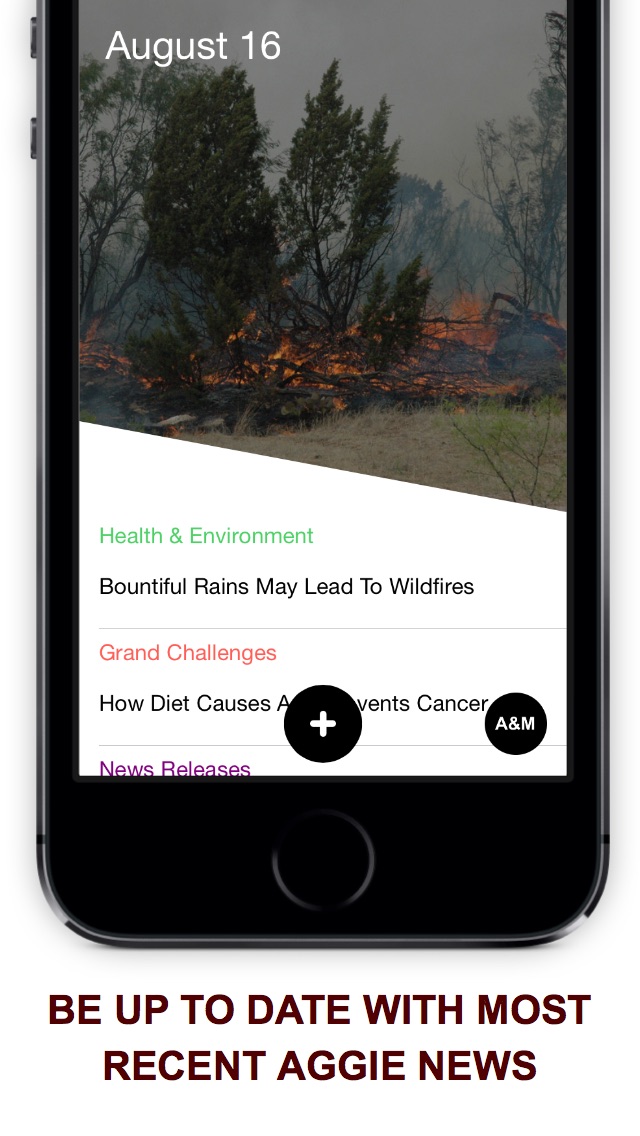 August 16
Health & Environment
Bountiful Rains May Lead To Wildfires
Grand Challenges
How Diet Causes A vents Cancer
+
A&M
News Releases
BE UP TO DATE WITH MOST
RECENT AGGIE NEWS